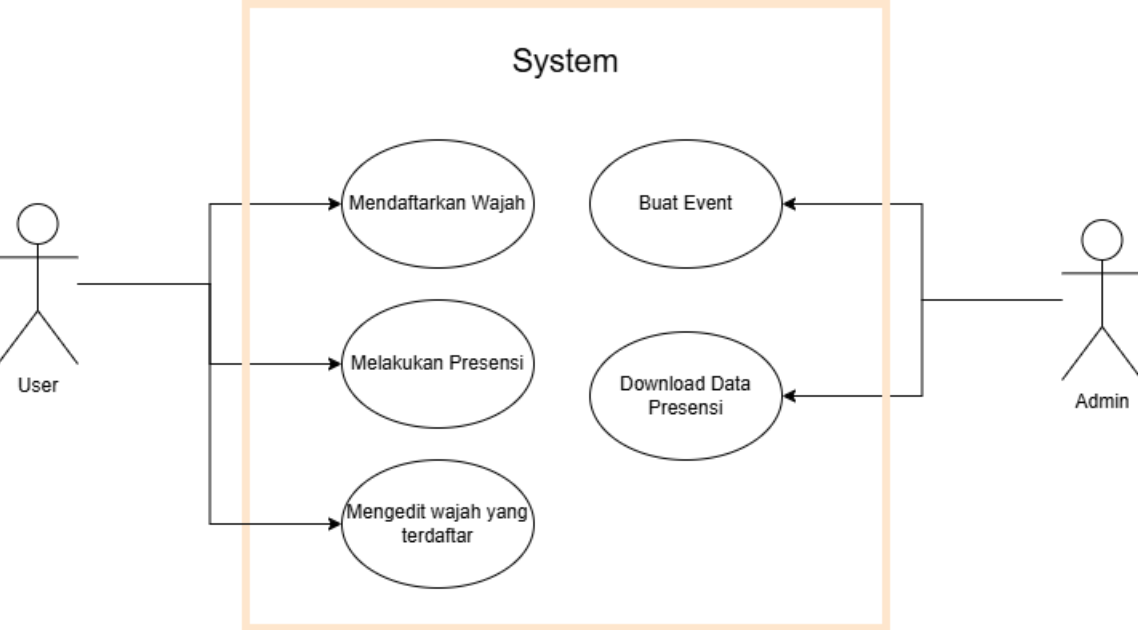 System
Mendaftarkan Wajah
Buat Event
Melakukan Presensi
Download Data
Presensi
User
Admin
Mengedit wajah yang
terdaftar